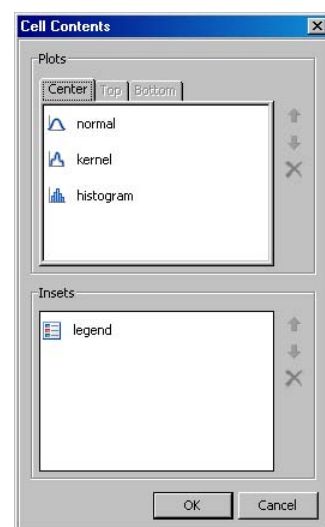 Cell Contents
Plots
Center Top Bottom
normal
kernel
histogram
Insets
legend
OK Cancel